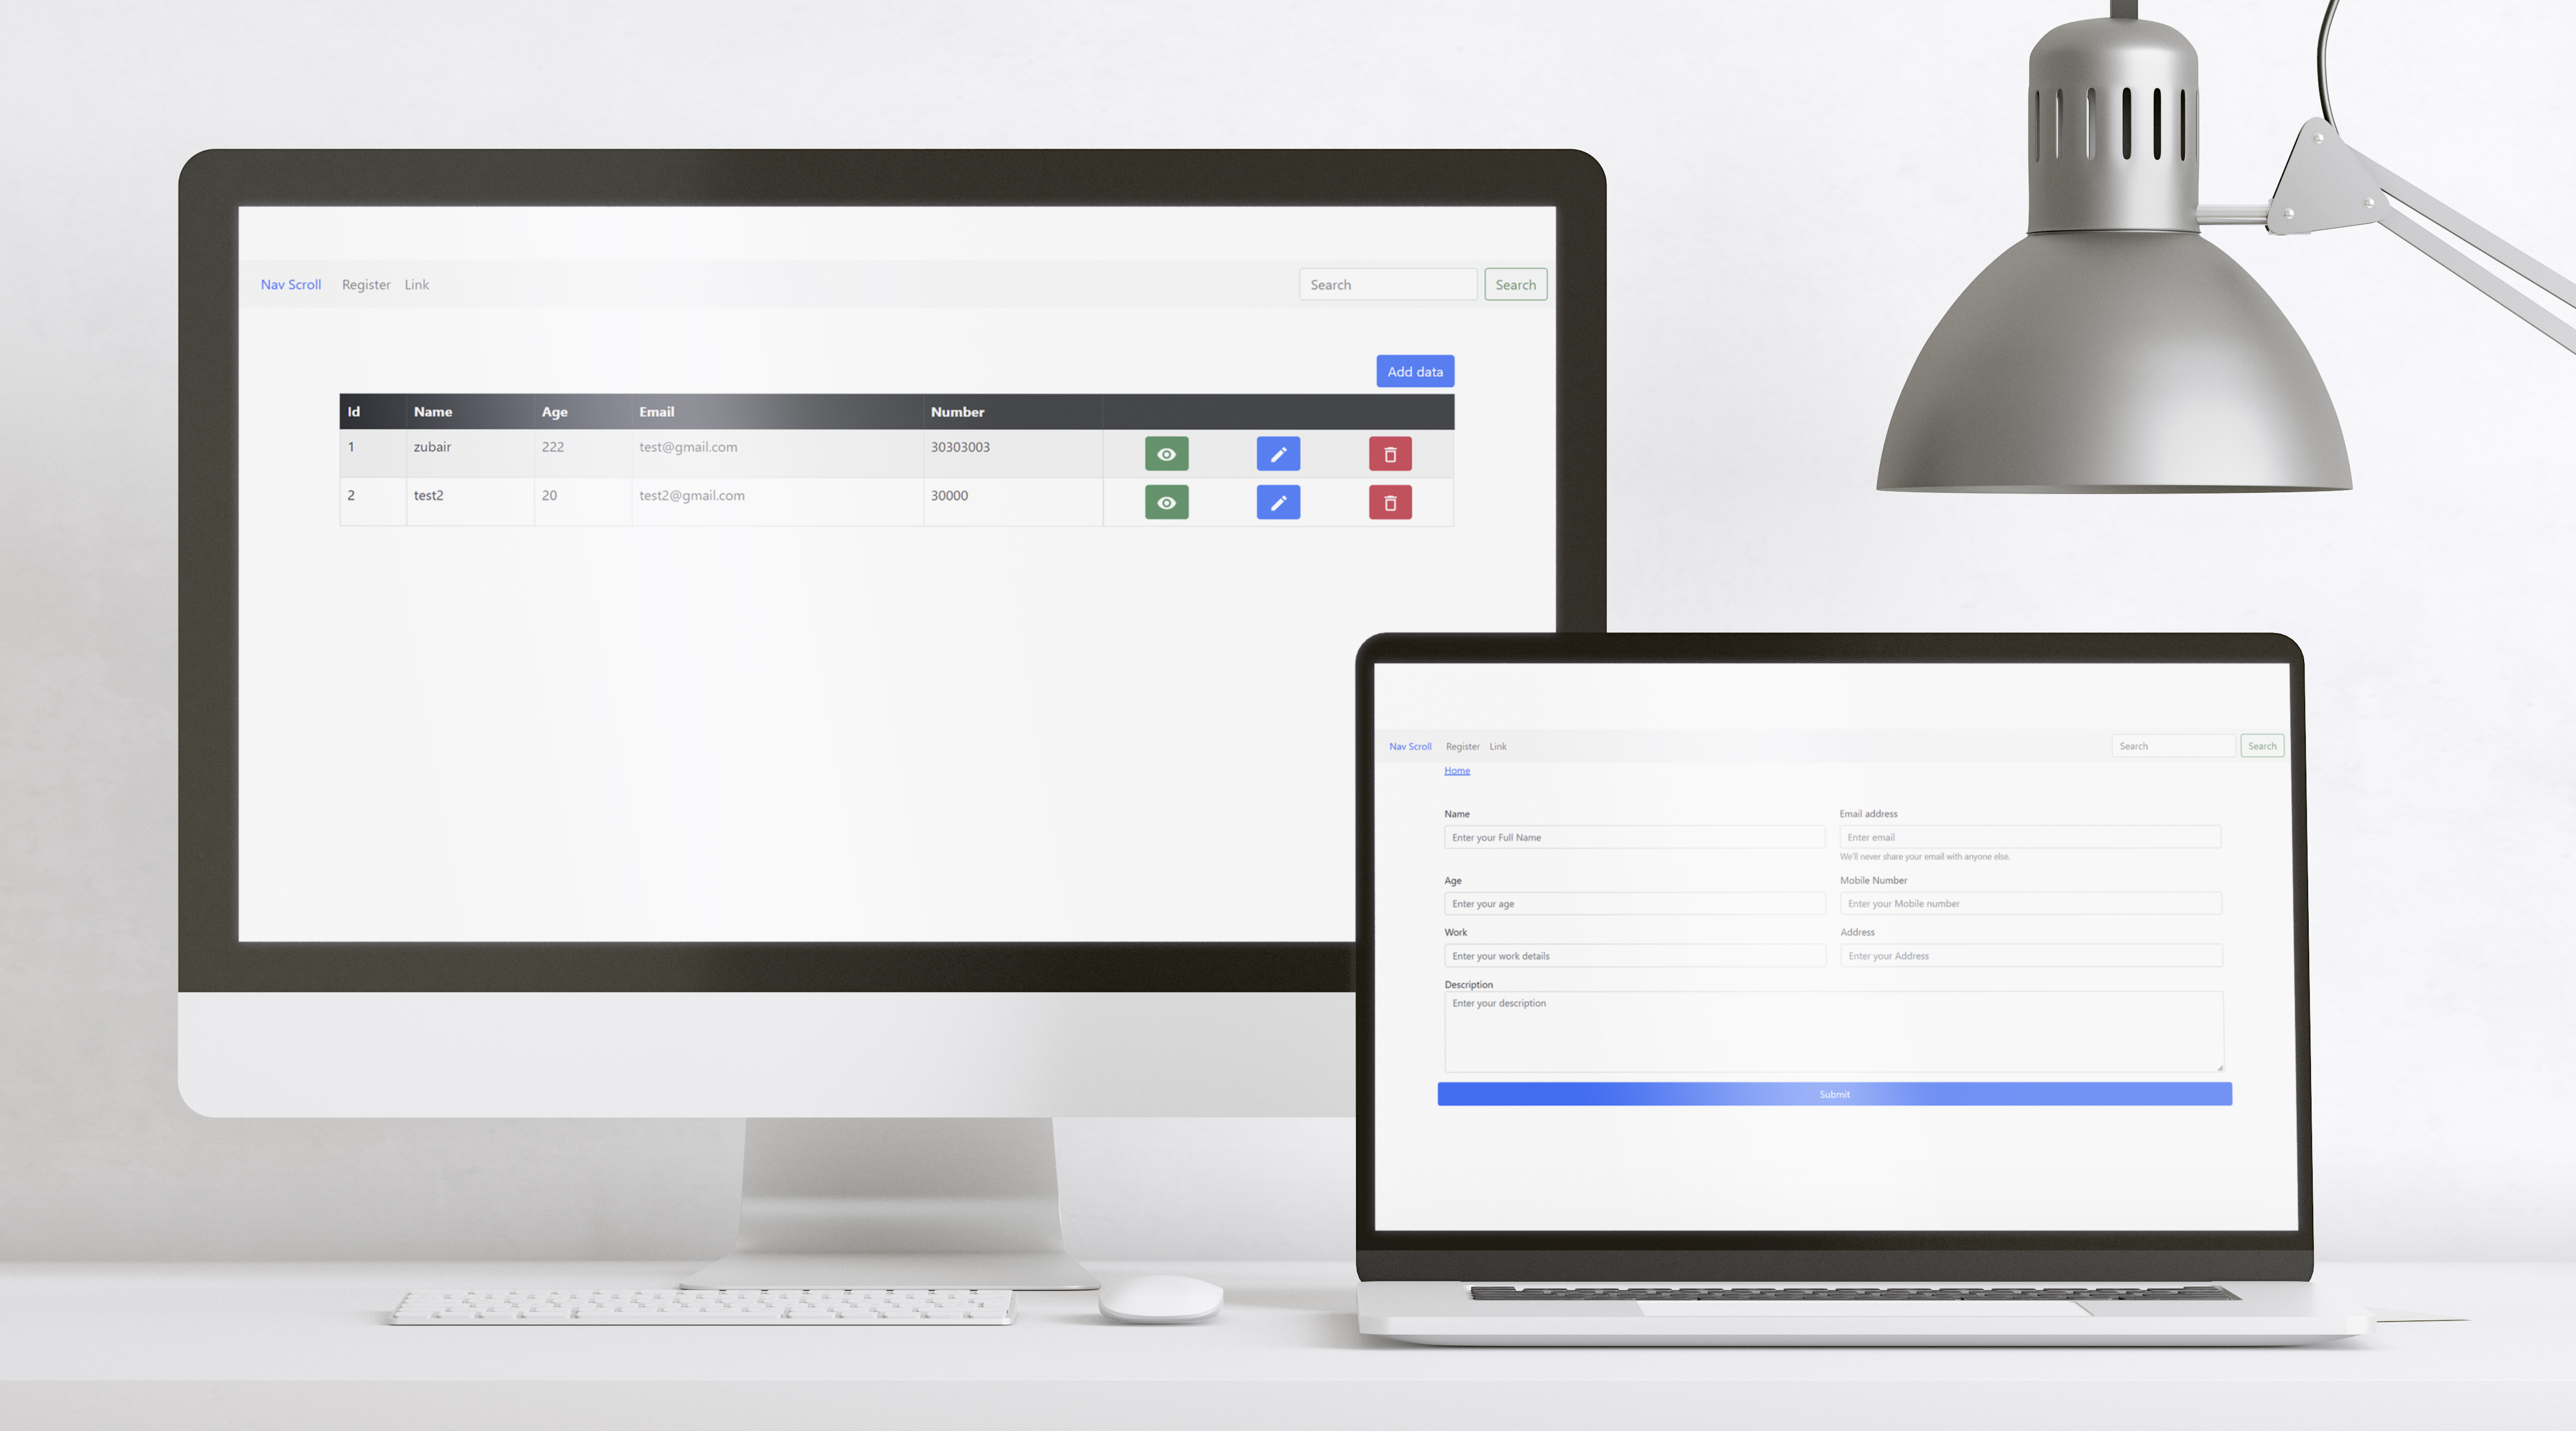 Nav Scroll Register Link Search Search
Add data
Id Name Age Email Number
1 zubair 222 test@gmail.com 30303003
2 test2 20 test2@gmail.com 30000
Nav Scroll Register Link Search Search
Home
Name Email address
Enter your Full Name Enter email
We'll never share your email with anyone else.
Age Mobile Number
Enter your age Enter your Mobile number
Work Address
Enter your work details Enter your Address
Description
Enter your description
Submit